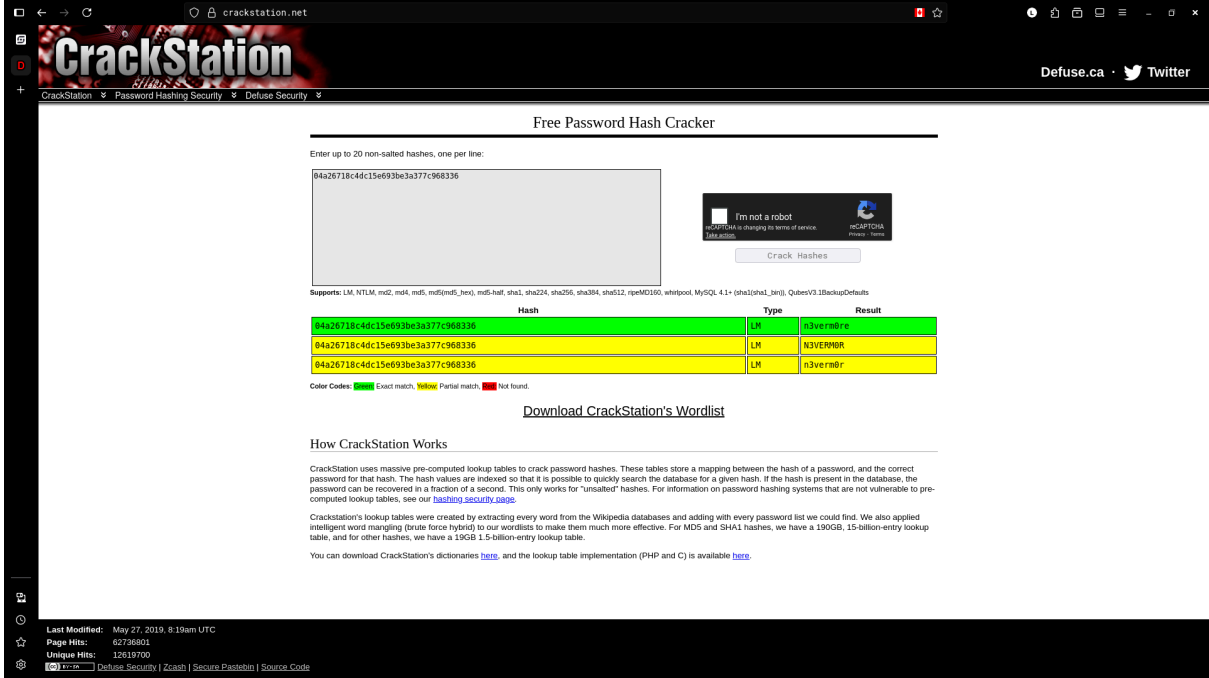 crackstation.net
CrackStation
Defuse.ca · Twitter
CrackStation Password Hashing Security Defuse Security
Free Password Hash Cracker
Enter up to 20 non-salted hashes, one per line:
04a26718c4dc15e693be3a377c968336
I'm not a robot
reCAPTCHA is changing its terms of service.
Take action.
reCAPTCHA
Privacy - Terms
Crack Hashes
Supports: LM, NTLM, md2, md4, md5, md5(md5_hex), md5-half, sha1, sha224, sha256, sha384, sha512, ripeMD160, whirlpool, MySQL 4.1+ (sha1(sha1_bin)), QubesV3.1BackupDefaults
Hash Type Result
04a26718c4dc15e693be3a377c968336 LM n3verm0re
04a26718c4dc15e693be3a377c968336 LM N3VERM0R
04a26718c4dc15e693be3a377c968336 LM n3verm0r
Color Codes: Green: Exact match, Yellow: Partial match, Red: Not found.
Download CrackStation's Wordlist
How CrackStation Works
CrackStation uses massive pre-computed lookup tables to crack password hashes. These tables store a mapping between the hash of a password, and the correct
password for that hash. The hash values are indexed so that it is possible to quickly search the database for a given hash. If the hash is present in the database, the
password can be recovered in a fraction of a second. This only works for "unsalted" hashes. For information on password hashing systems that are not vulnerable to pre-
computed lookup tables, see our hashing security page.
Crackstation's lookup tables were created by extracting every word from the Wikipedia databases and adding with every password list we could find. We also applied
intelligent word mangling (brute force hybrid) to our wordlists to make them much more effective. For MD5 and SHA1 hashes, we have a 190GB, 15-billion-entry lookup
table, and for other hashes, we have a 19GB 1.5-billion-entry lookup table.
You can download CrackStation's dictionaries here, and the lookup table implementation (PHP and C) is available here.
Last Modified: May 27, 2019, 8:19am UTC
Page Hits: 62736801
Unique Hits: 12619700
(cc) BY-SA Defuse Security | Zcash | Secure Pastebin | Source Code